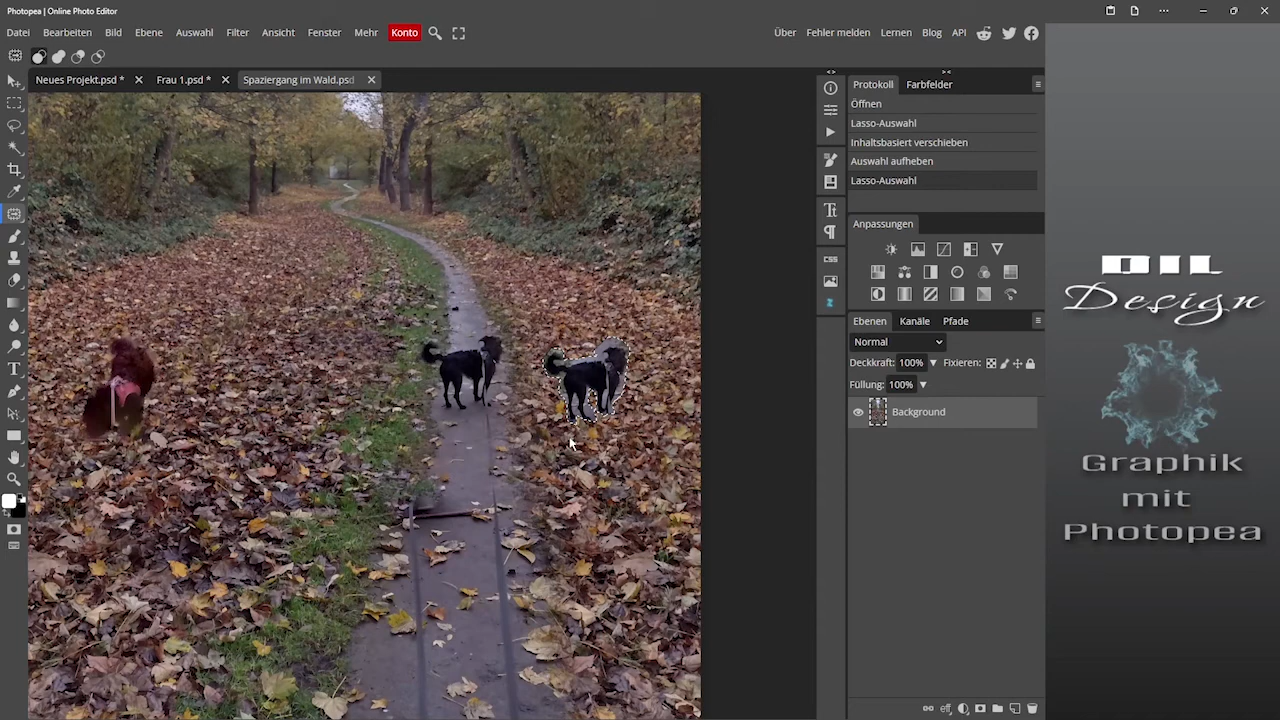 Photopea | Online Photo Editor
Datei Bearbeiten Bild Ebene Auswahl Filter Ansicht Fenster Mehr Konto
Über Fehler melden Lernen Blog API
Neues Projekt.psd * Frau 1.psd * Spaziergang im Wald.psd
Protokoll Farbfelder
Öffnen
Lasso-Auswahl
Inhaltsbasiert verschieben
Auswahl aufheben
Lasso-Auswahl
Anpassungen
CSS
Ebenen Kanäle Pfade
Normal
Deckkraft: 100% Fixieren:
Füllung: 100%
Background
DIL
Design
Graphik
mit
Photopea